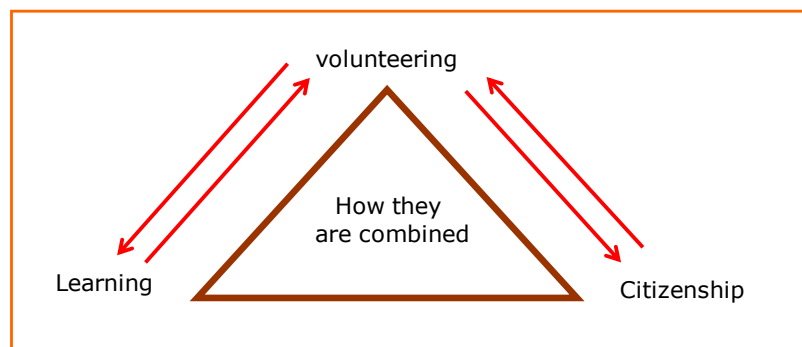 volunteering
How they
are combined
Learning
Citizenship